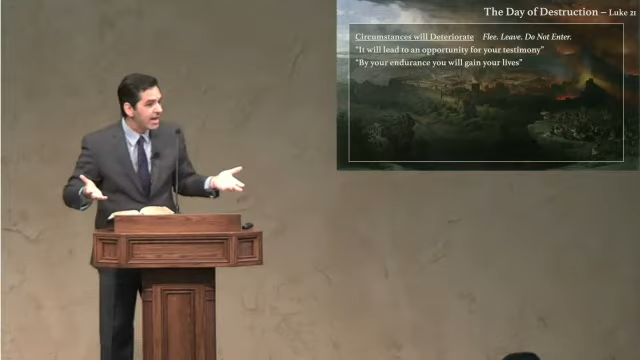 The Day of Destruction – Luke 21
Circumstances will Deteriorate Flee. Leave. Do Not Enter.
“It will lead to an opportunity for your testimony”
“By your endurance you will gain your lives”